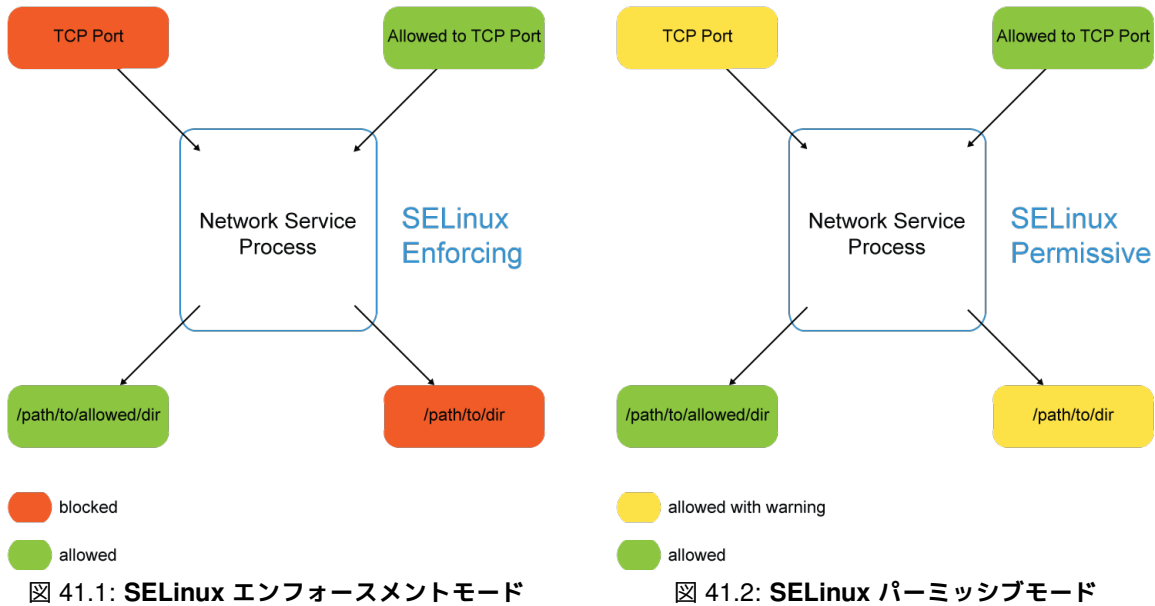 TCP Port
Allowed to TCP Port
Network Service
Process
SELinux
Enforcing
/path/to/allowed/dir
/path/to/dir
blocked
allowed
図 41.1: SELinux エンフォースメントモード
TCP Port
Allowed to TCP Port
Network Service
Process
SELinux
Permissive
/path/to/allowed/dir
/path/to/dir
allowed with warning
allowed
図 41.2: SELinux パーミッシブモード